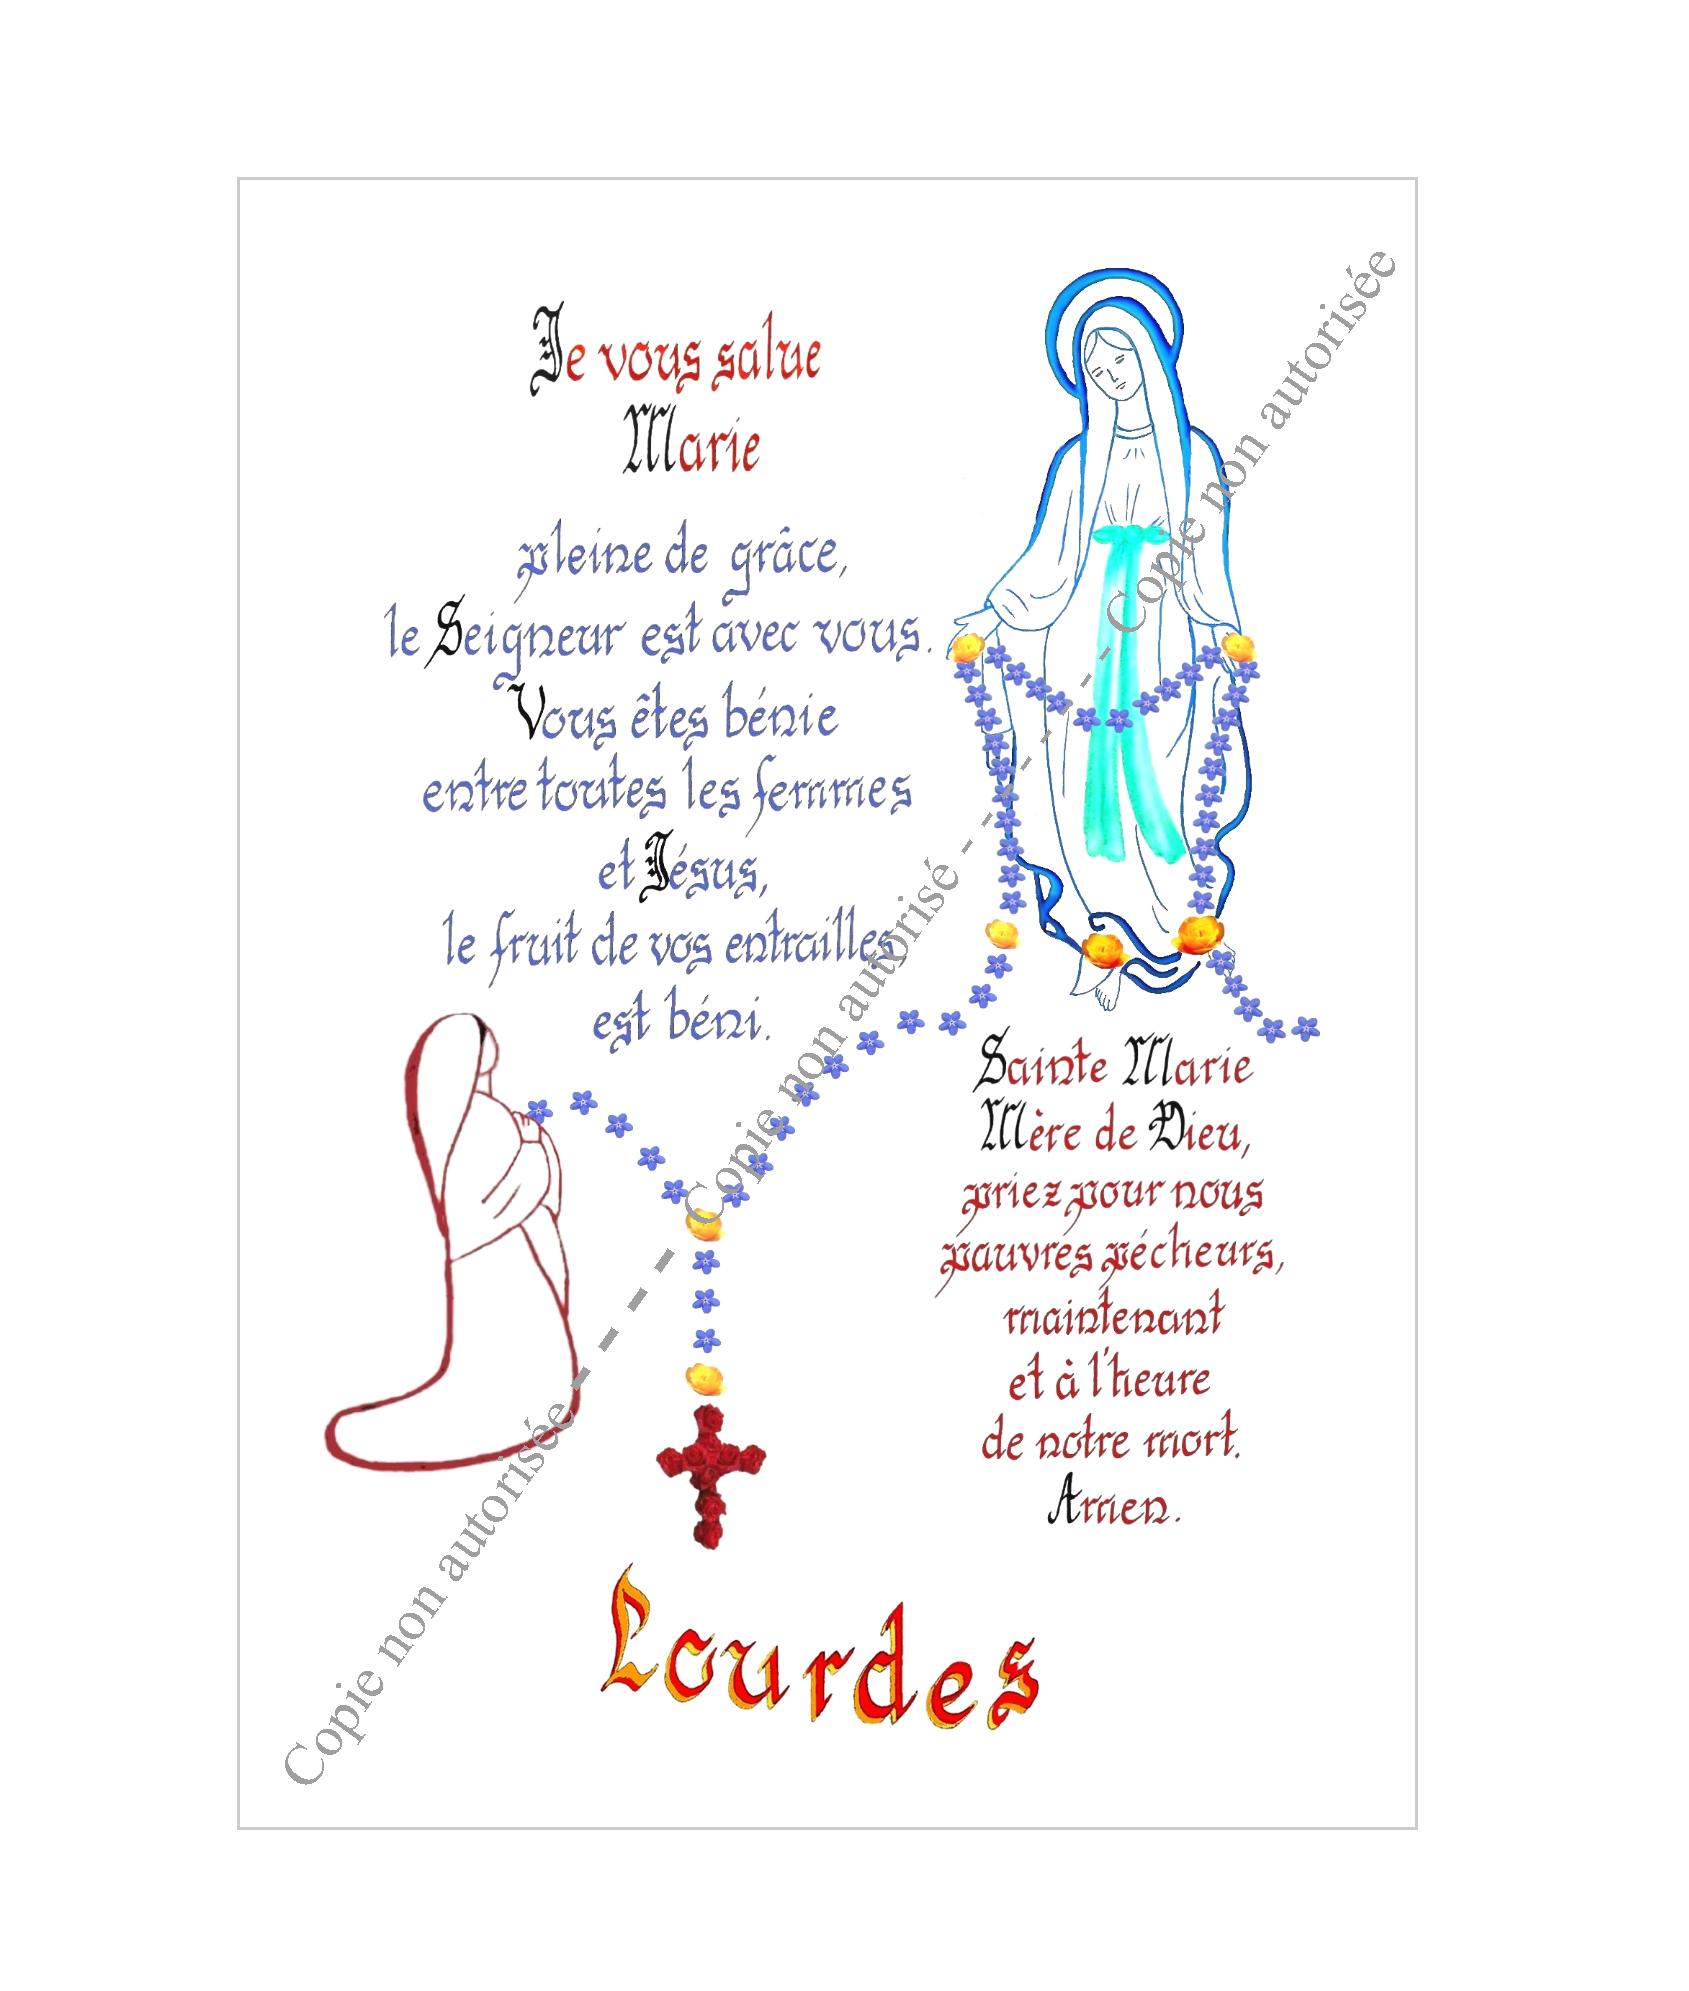 Je vous salue
Marie
pleine de grâce,
le Seigneur est avec vous.
Vous êtes bénie
entre toutes les femmes
et Jésus,
le fruit de vos entrailles
est béni.
Sainte Marie
Mère de Dieu,
priez pour nous
pauvres pécheurs,
maintenant
et à l'heure
de notre mort.
Amen.
Lourdes
Copie non autorisée - - - - Copie non autorisé - - - - Copie non autorisée